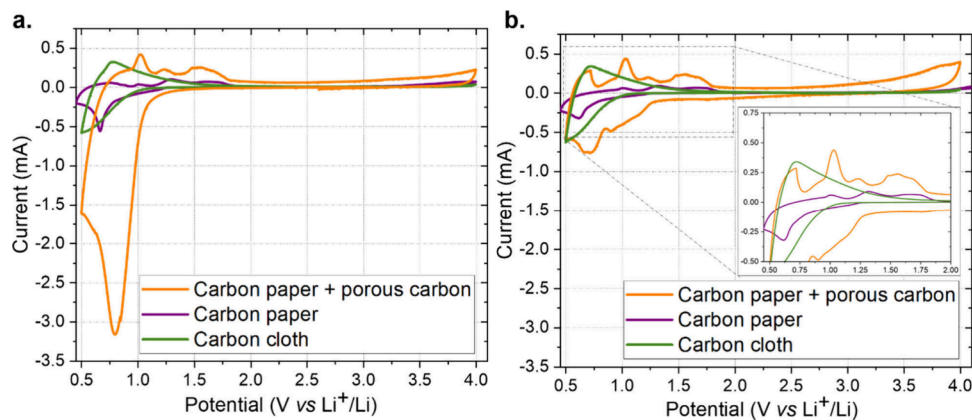 a.
0.5
0.0
-0.5
-1.0
-1.5
-2.0
-2.5
-3.0
-3.5
Current (mA)
Carbon paper + porous carbon
Carbon paper
Carbon cloth
0.5 1.0 1.5 2.0 2.5 3.0 3.5 4.0
Potential (V vs Li⁺/Li)
b.
0.5
0.0
-0.5
-1.0
-1.5
-2.0
-2.5
-3.0
-3.5
Current (mA)
0.75
0.50
0.25
0.00
-0.25
-0.50
0.50 0.75 1.00 1.25 1.50 1.75 2.00
Carbon paper + porous carbon
Carbon paper
Carbon cloth
0.5 1.0 1.5 2.0 2.5 3.0 3.5 4.0
Potential (V vs Li⁺/Li)